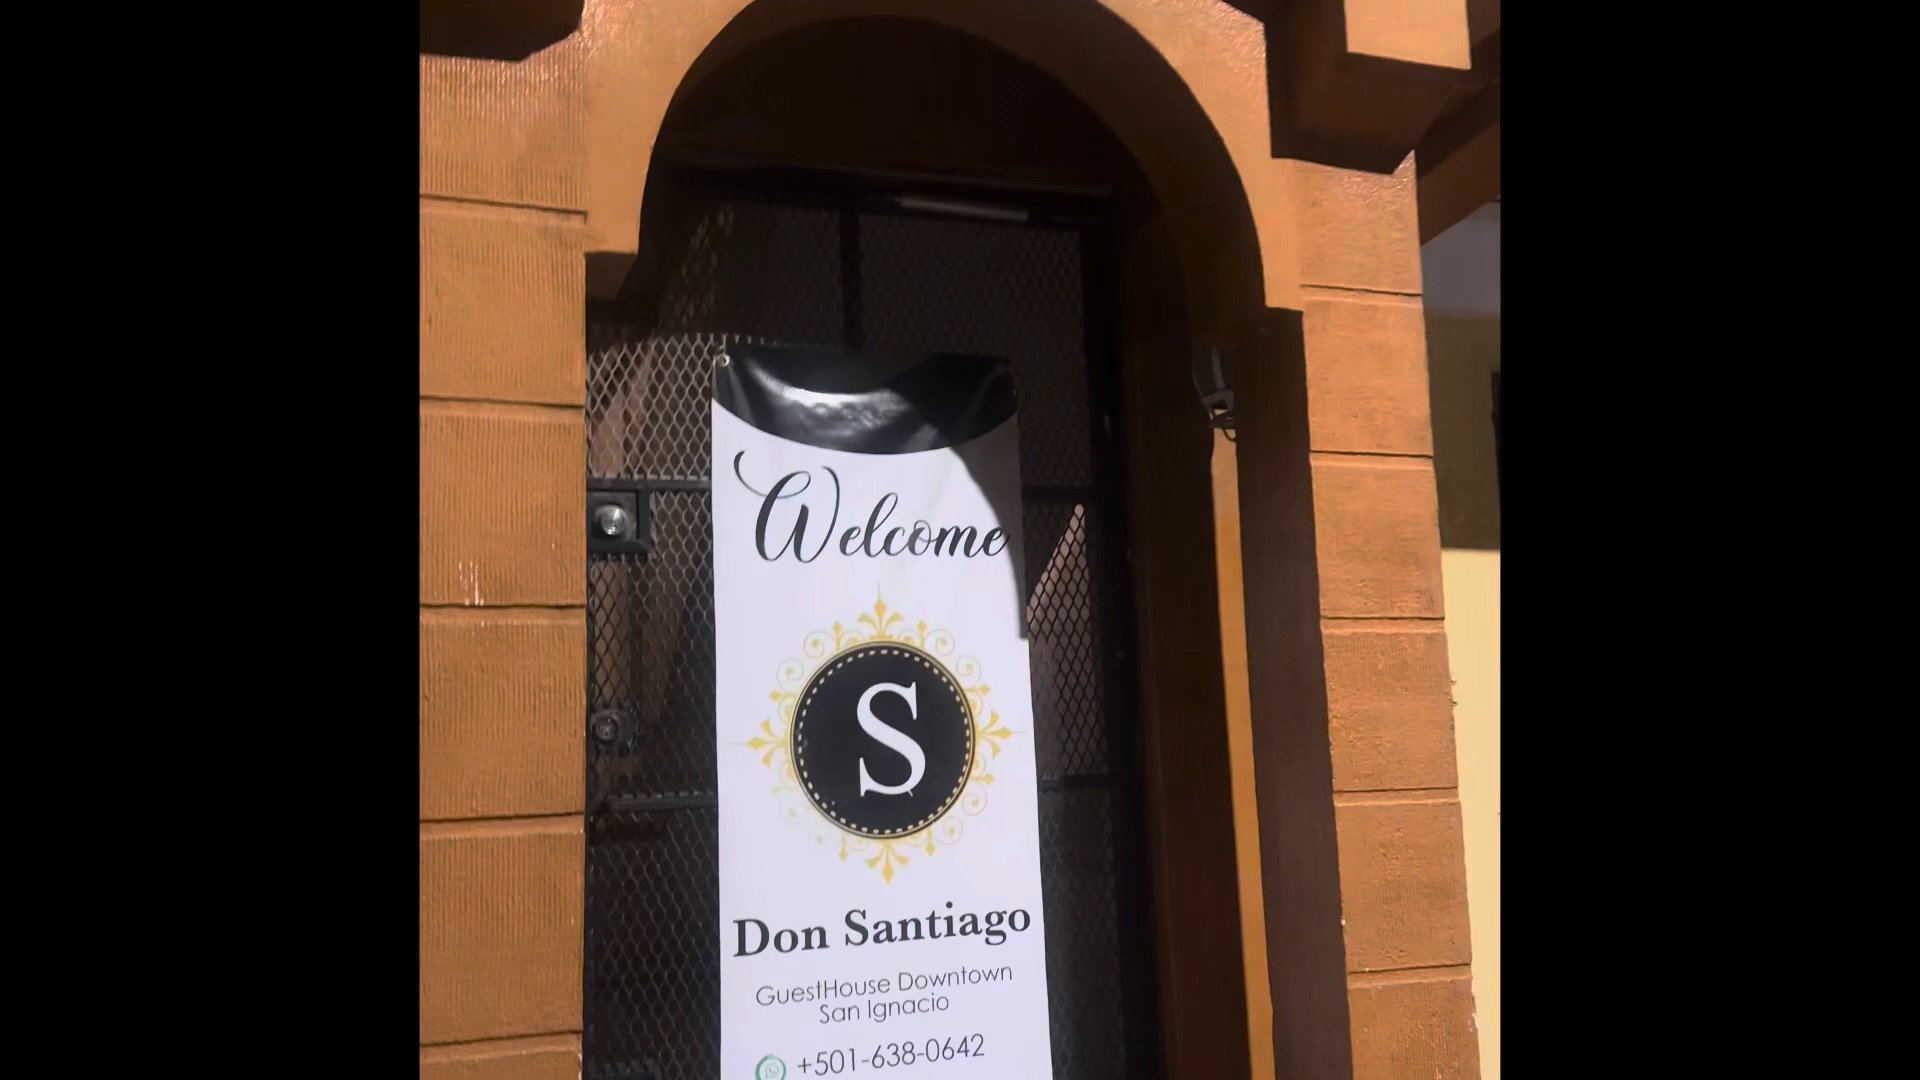 Welcome
S
Don Santiago
GuestHouse Downtown
San Ignacio
+501-638-0642